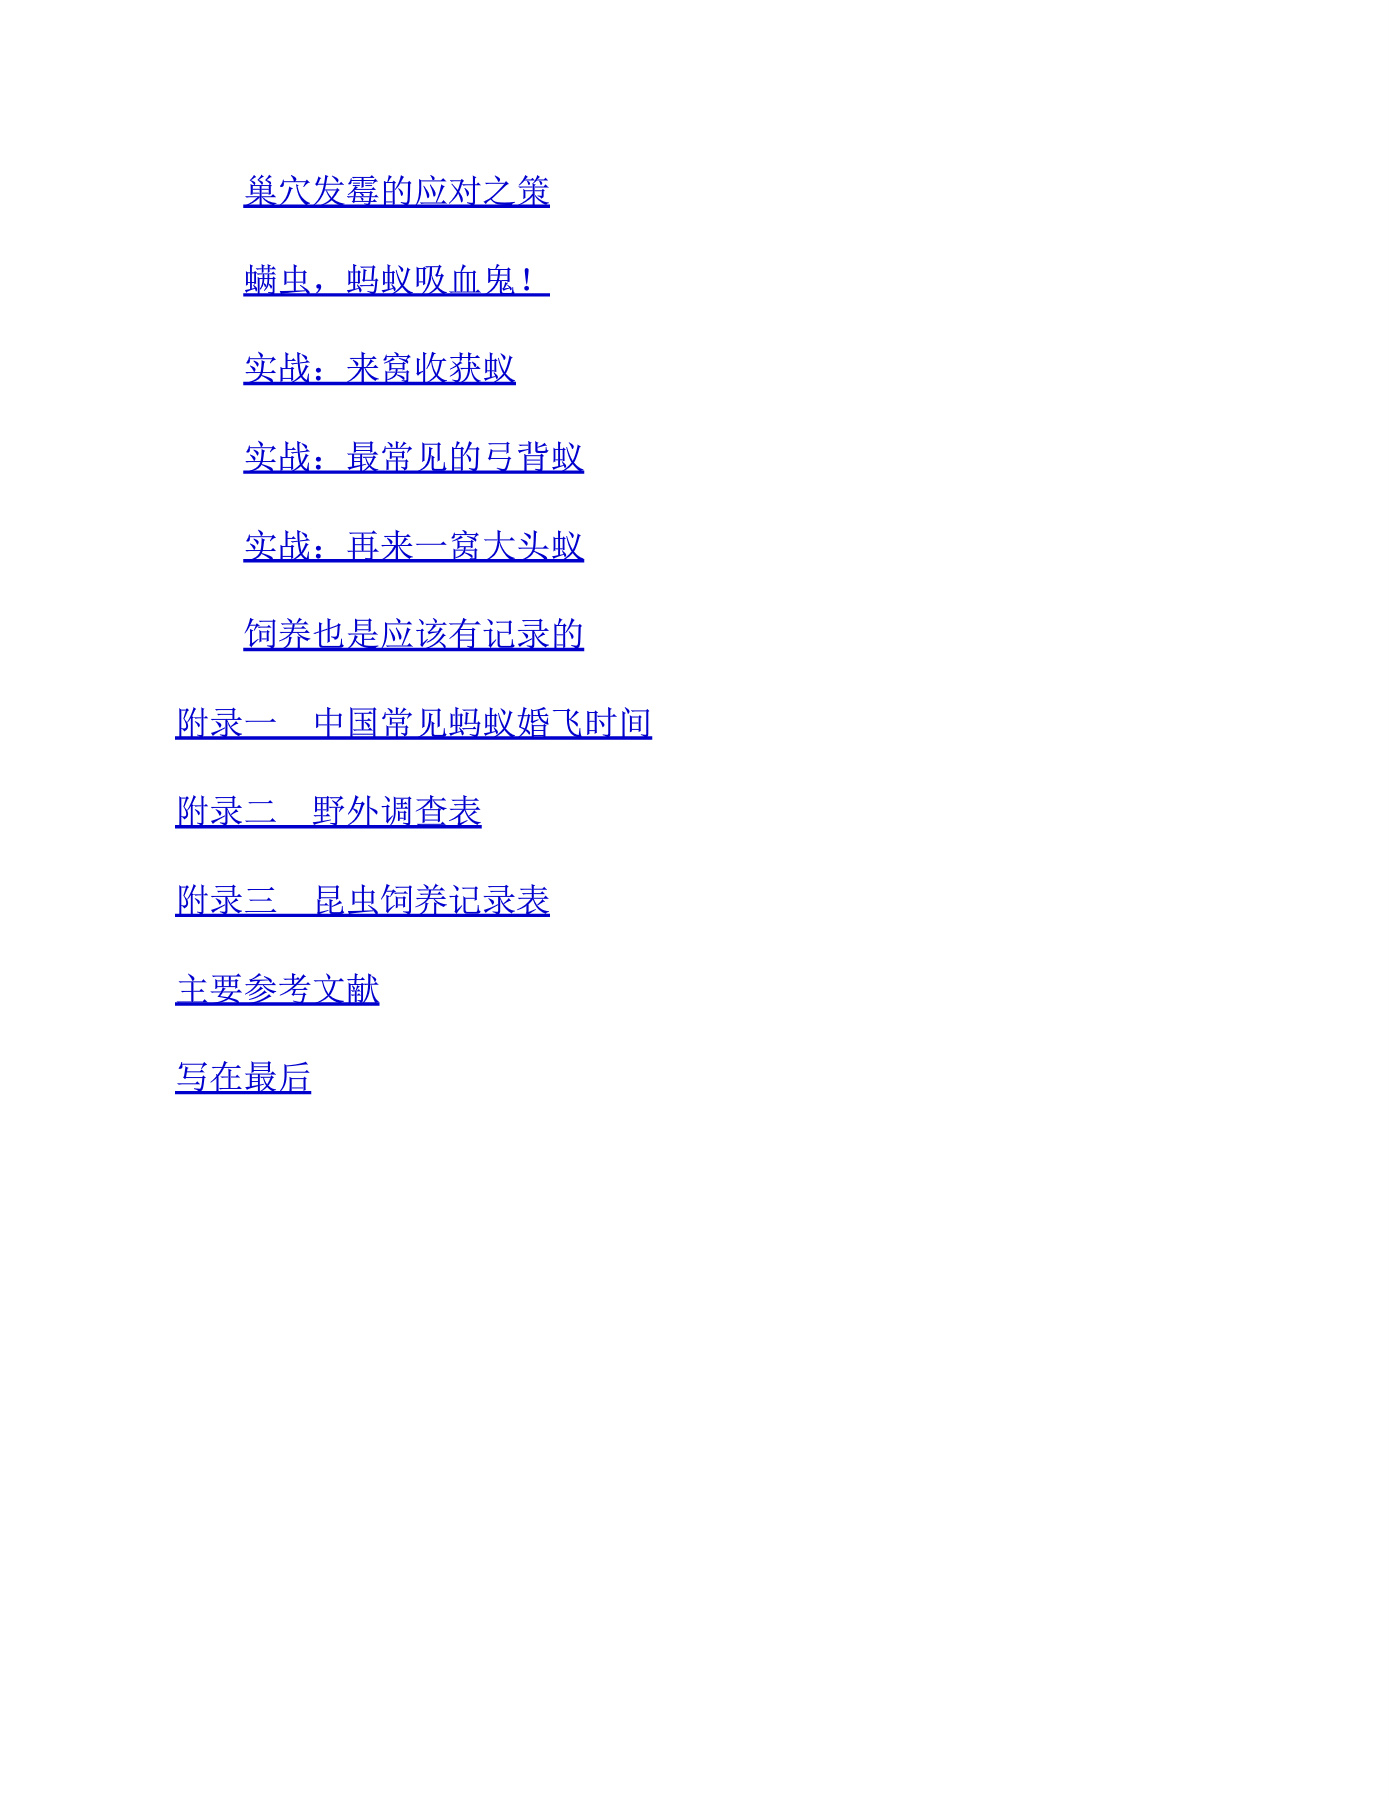 巢穴发霉的应对之策
螨虫，蚂蚁吸血鬼！
实战：来窝收获蚁
实战：最常见的弓背蚁
实战：再来一窝大头蚁
饲养也是应该有记录的
附录一　中国常见蚂蚁婚飞时间
附录二　野外调查表
附录三　昆虫饲养记录表
主要参考文献
写在最后